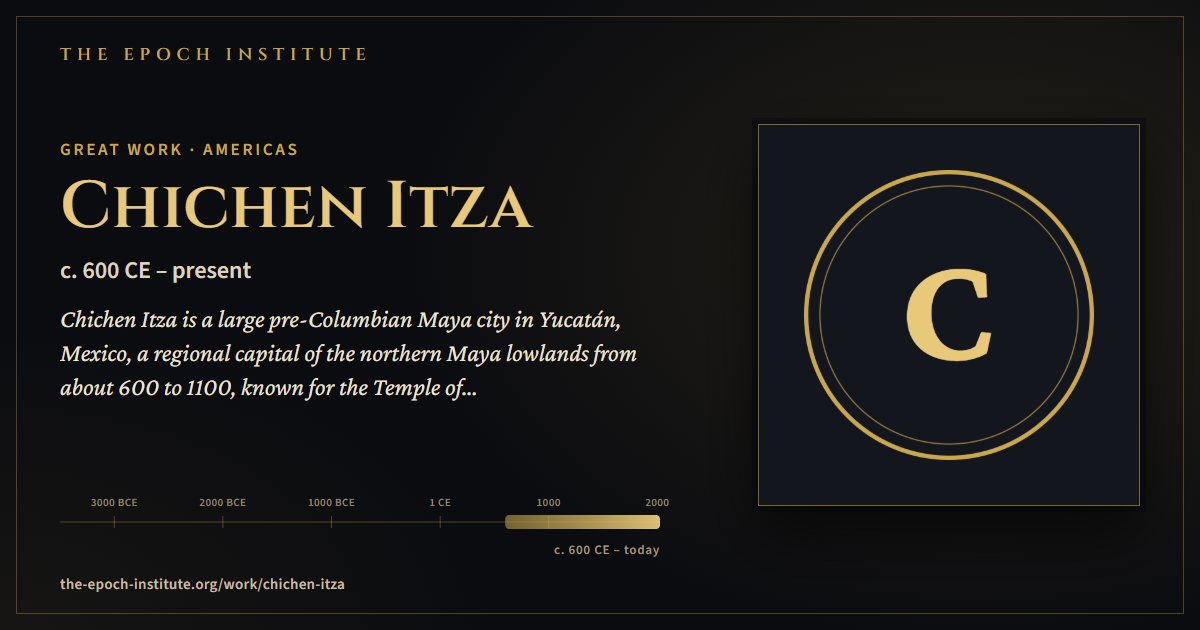 THE EPOCH INSTITUTE
GREAT WORK · AMERICAS
CHICHEN ITZA
c. 600 CE – present
Chichen Itza is a large pre-Columbian Maya city in Yucatán,
Mexico, a regional capital of the northern Maya lowlands from
about 600 to 1100, known for the Temple of...
C
3000 BCE 2000 BCE 1000 BCE 1 CE 1000 2000
c. 600 CE – today
the-epoch-institute.org/work/chichen-itza